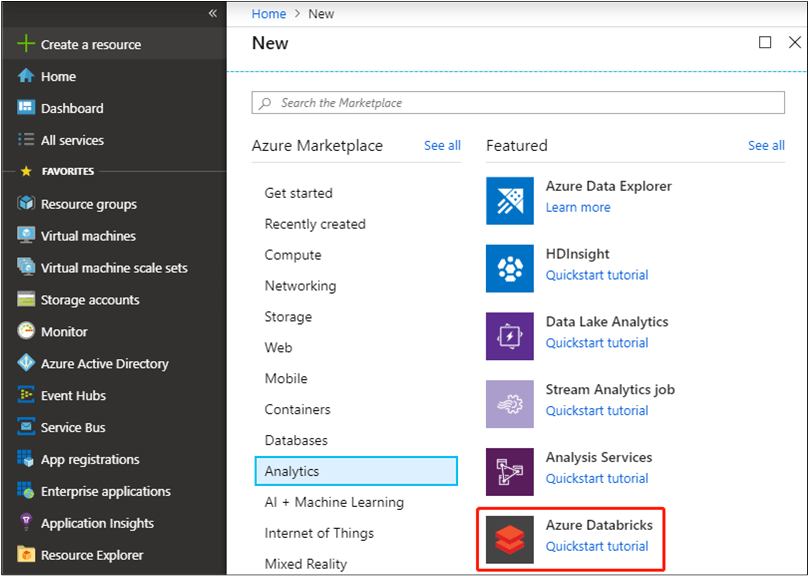 «
Create a resource
Home
Dashboard
All services
FAVORITES
Resource groups
Virtual machines
Virtual machine scale sets
Storage accounts
Monitor
Azure Active Directory
Event Hubs
Service Bus
App registrations
Enterprise applications
Application Insights
Resource Explorer
Home > New
New
Search the Marketplace
Azure Marketplace See all
Get started
Recently created
Compute
Networking
Storage
Web
Mobile
Containers
Databases
Analytics
AI + Machine Learning
Internet of Things
Mixed Reality
Featured See all
Azure Data Explorer
Learn more
HDInsight
Quickstart tutorial
Data Lake Analytics
Quickstart tutorial
Stream Analytics job
Quickstart tutorial
Analysis Services
Quickstart tutorial
Azure Databricks
Quickstart tutorial